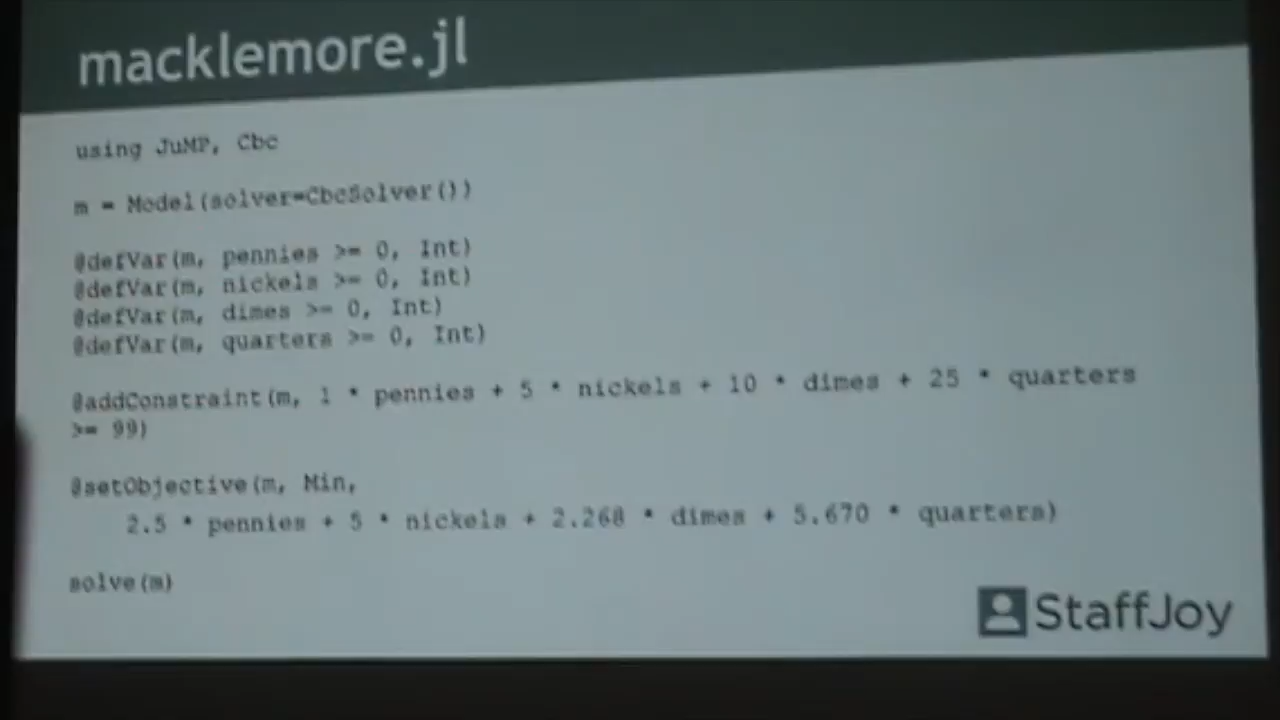 macklemore.jl
using JuMP, Cbc
m = Model(solver=CbcSolver())
@defVar(m, pennies >= 0, Int)
@defVar(m, nickels >= 0, Int)
@defVar(m, dimes >= 0, Int)
@defVar(m, quarters >= 0, Int)
@addConstraint(m, 1 * pennies + 5 * nickels + 10 * dimes + 25 * quarters
>= 99)
@setObjective(m, Min,
2.5 * pennies + 5 * nickels + 2.268 * dimes + 5.670 * quarters)
solve(m)
StaffJoy